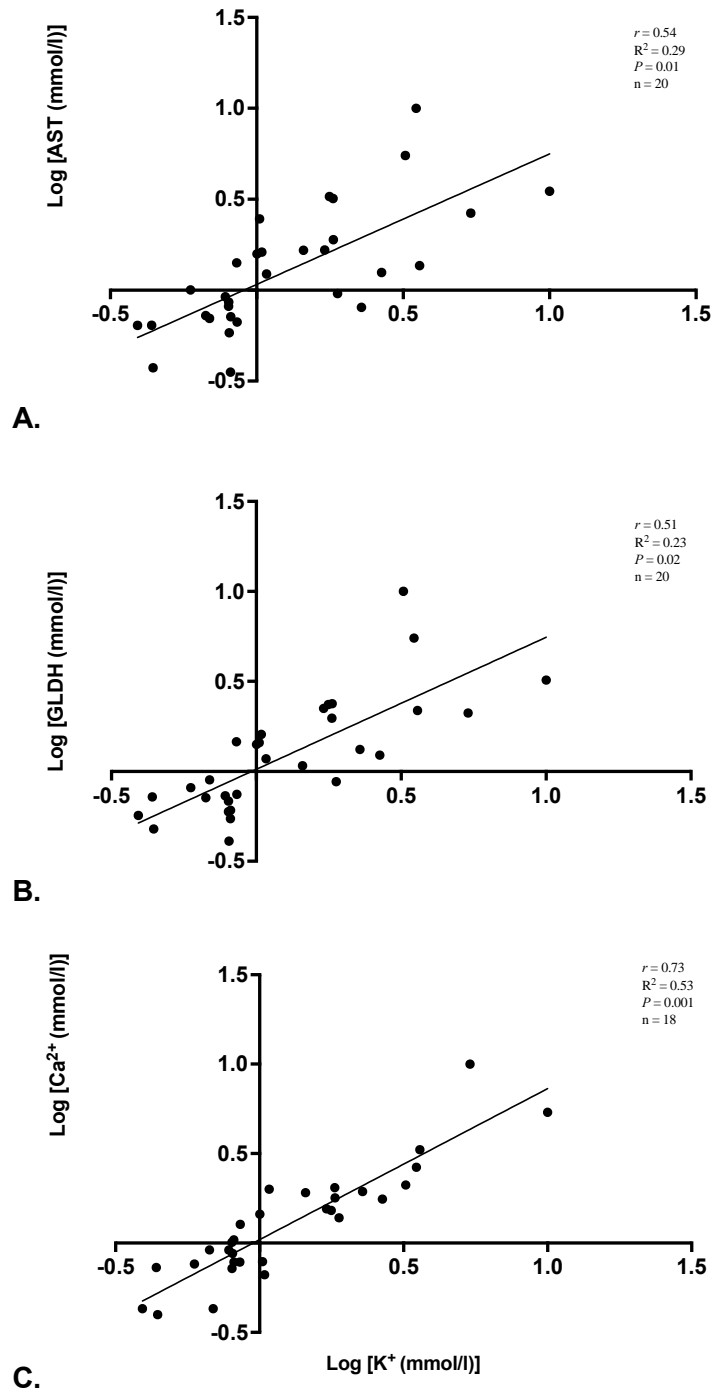 1.5
r = 0.54
R² = 0.29
P = 0.01
n = 20
Log [AST (mmol/l)]
1.0
0.5
-0.5 0.5 1.0 1.5
-0.5
A.
1.5
r = 0.51
R² = 0.23
P = 0.02
n = 20
Log [GLDH (mmol/l)]
1.0
0.5
-0.5 0.5 1.0 1.5
-0.5
B.
1.5
r = 0.73
R² = 0.53
P = 0.001
n = 18
Log [Ca²⁺ (mmol/l)]
1.0
0.5
-0.5 0.5 1.0 1.5
-0.5
Log [K⁺ (mmol/l)]
C.